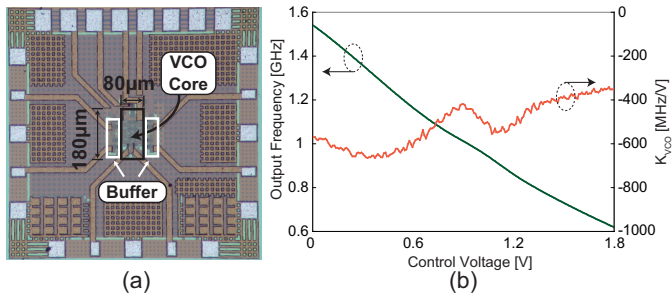 VCO
Core
80μm
180μm
Buffer
(a)
Output Frequency [GHz]
1.6
1.4
1.2
1
0.8
0.6
0
0.6
1.2
1.8
Control Voltage [V]
0
-200
-400
-600
-800
-1000
K_VCO [MHz/V]
(b)